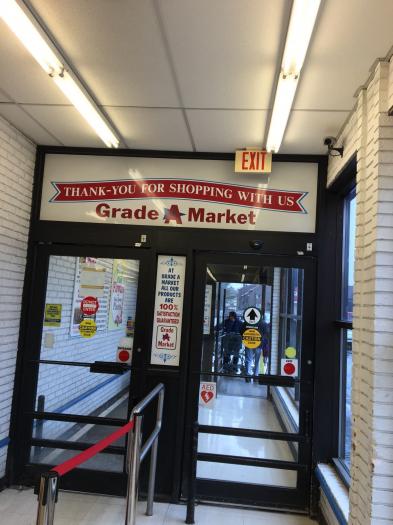 EXIT
THANK-YOU FOR SHOPPING WITH US
Grade A Market
AT
GRADE A
MARKET
ALL OUR
PRODUCTS
ARE
100%
SATISFACTION
GUARANTEED
Grade A
Market
AED